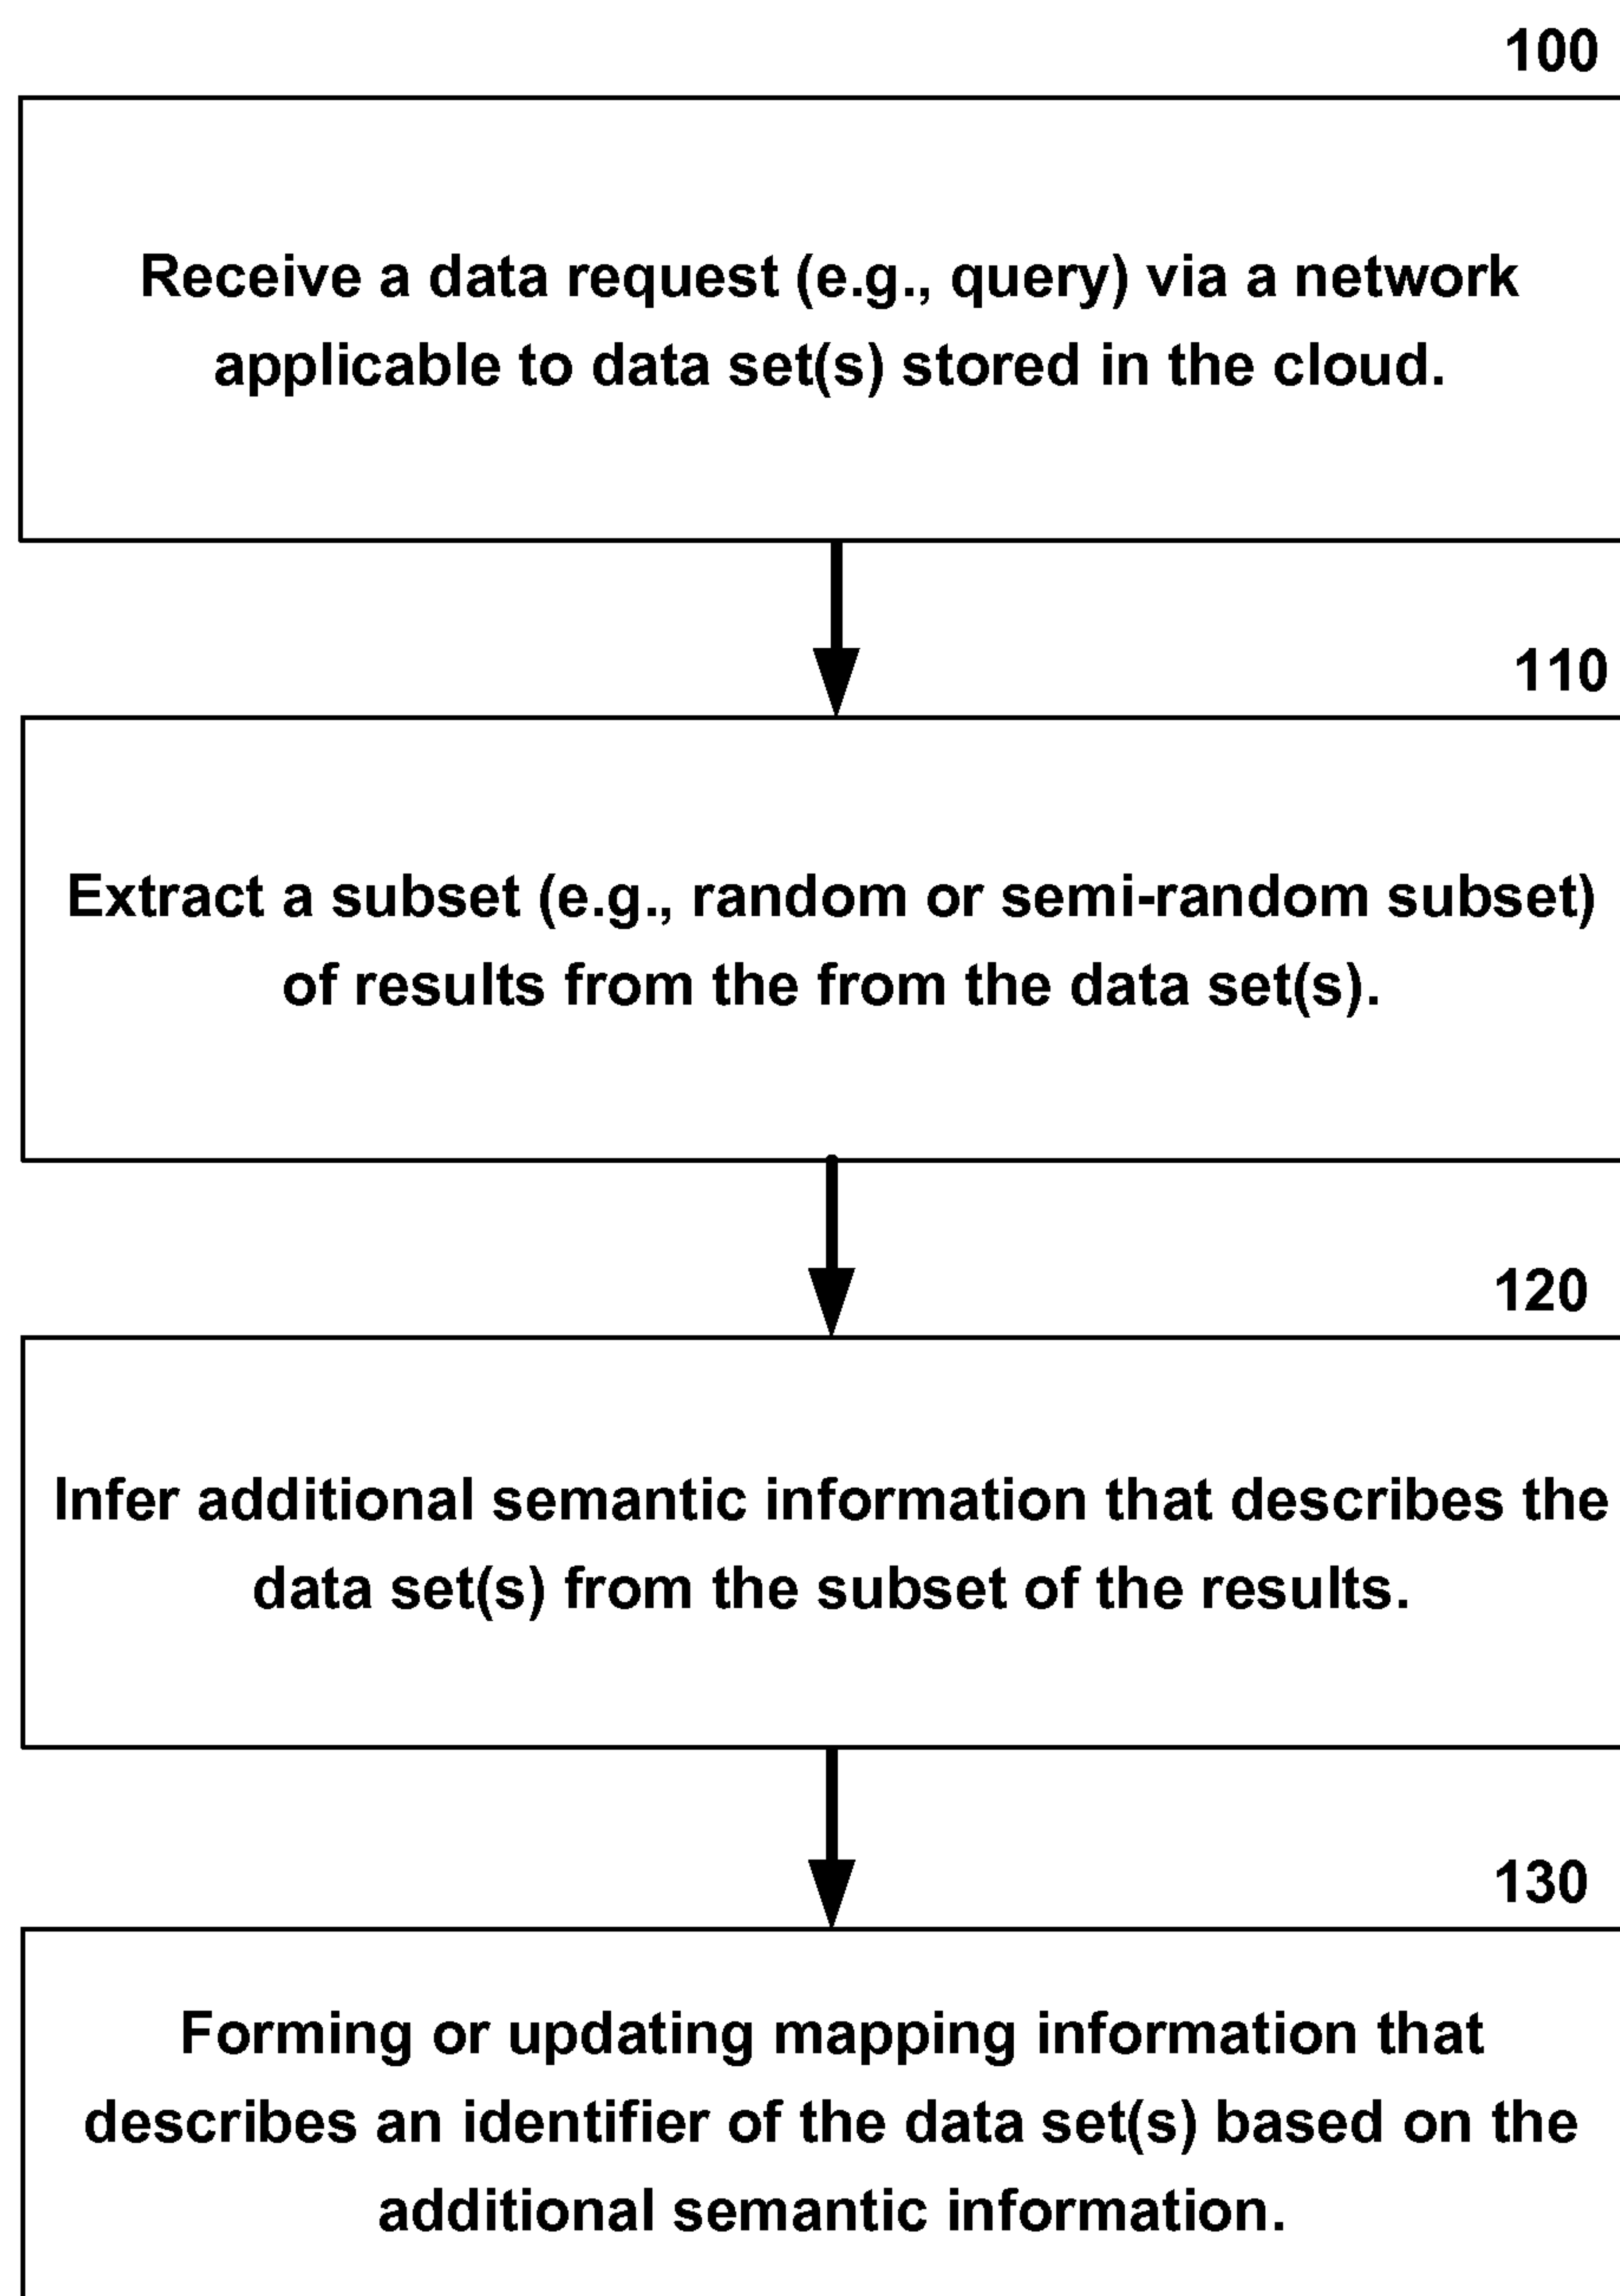 100
Receive a data request (e.g., query) via a network
applicable to data set(s) stored in the cloud.
110
Extract a subset (e.g., random or semi-random subset)
of results from the from the data set(s).
120
Infer additional semantic information that describes the
data set(s) from the subset of the results.
130
Forming or updating mapping information that
describes an identifier of the data set(s) based on the
additional semantic information.